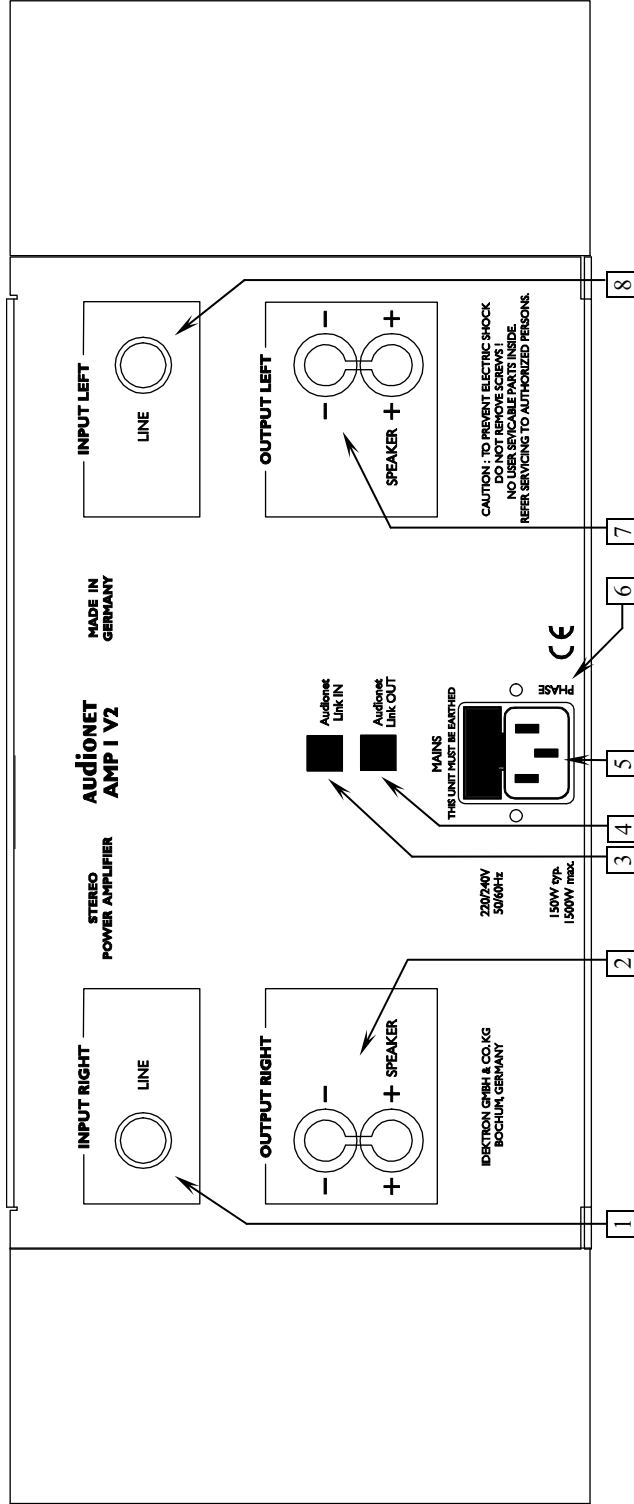 INPUT RIGHT
LINE
STEREO
POWER AMPLIFIER
AUDIONET
AMP I V2
MADE IN
GERMANY
INPUT LEFT
LINE
OUTPUT RIGHT
− −
+ + SPEAKER
Audionet
Link IN
Audionet
Link OUT
OUTPUT LEFT
− −
SPEAKER + +
IDEKTRON GMBH & CO. KG
BOCHUM, GERMANY
220/240V
50/60Hz
150W typ.
1500W max.
MAINS
THIS UNIT MUST BE EARTHED
PHASE
CE
CAUTION : TO PREVENT ELECTRIC SHOCK
DO NOT REMOVE SCREWS !
NO USER SEVICABLE PARTS INSIDE.
REFER SERVICING TO AUTHORIZED PERSONS.
1 2 3 4 5 6 7 8